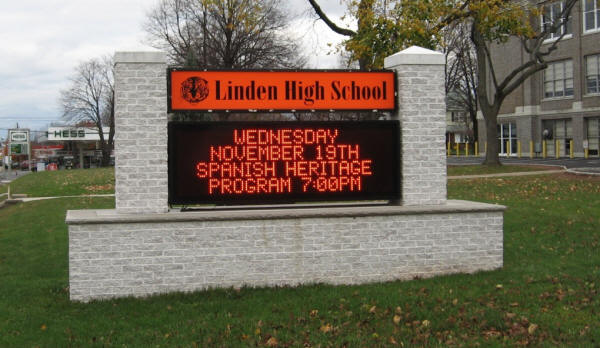 Linden High School
WEDNESDAY
NOVEMBER 19TH
SPANISH HERITAGE
PROGRAM 7:00PM
HESS